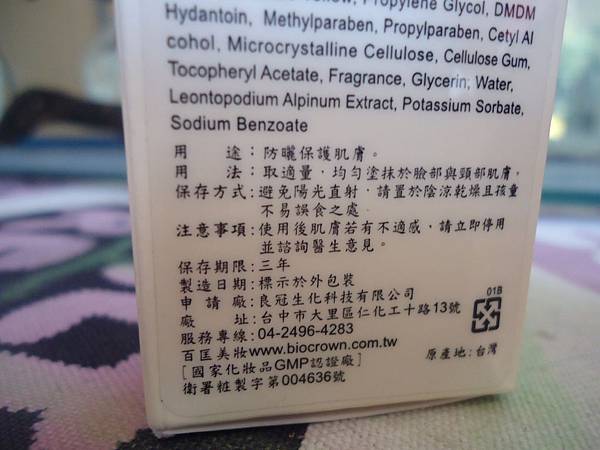 Yellow, Propylene Glycol, DMDM
Hydantoin, Methylparaben, Propylparaben, Cetyl Al
cohol, Microcrystalline Cellulose, Cellulose Gum,
Tocopheryl Acetate, Fragrance, Glycerin, Water,
Leontopodium Alpinum Extract, Potassium Sorbate,
Sodium Benzoate
用　　途：防曬保護肌膚。
用　　法：取適量，均勻塗抹於臉部與頸部肌膚。
保存方式：避免陽光直射，請置於陰涼乾燥且孩童
不易誤食之處
注意事項：使用後肌膚若有不適感，請立即停用
並諮詢醫生意見。
保存期限：三年
製造日期：標示於外包裝
申 請 廠：良冠生化科技有限公司
廠　　址：台中市大里區仁化工十路13號
服務專線：04-2496-4283
百匡美妝www.biocrown.com.tw
［國家化妝品GMP認證廠］
衛署粧製字第004636號
01B
原產地:台灣